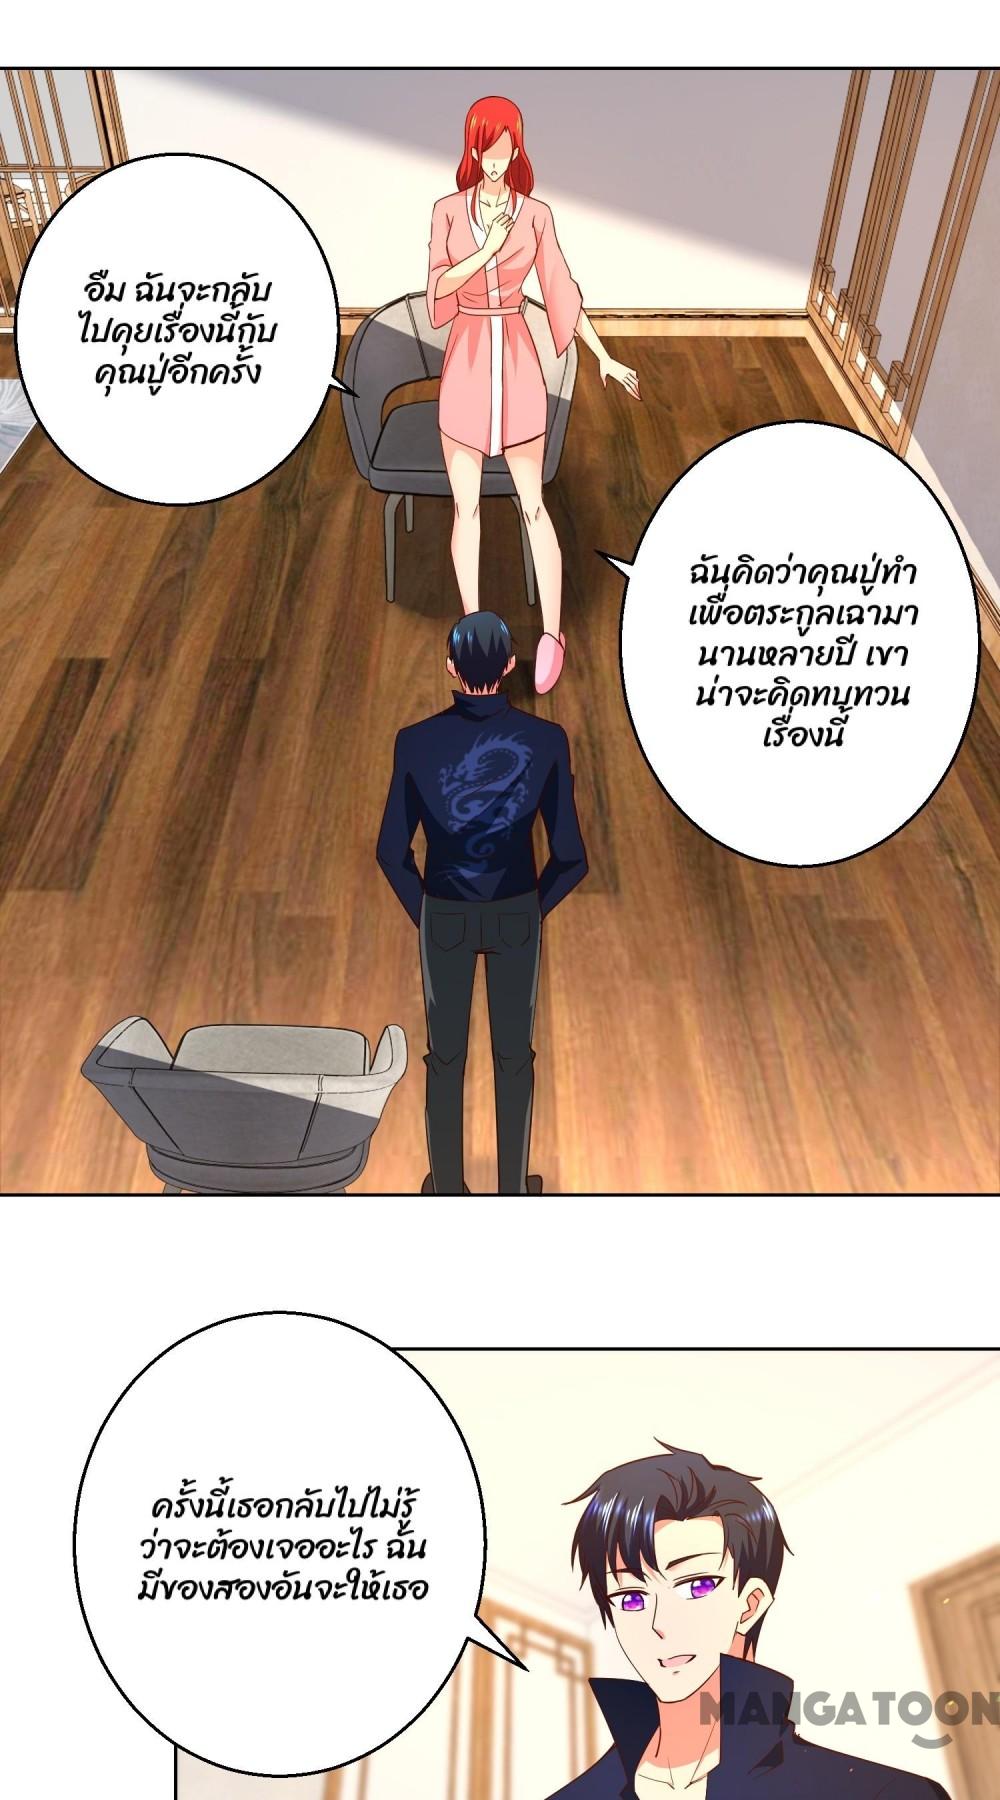 อืม ฉันจะกลับ
ไปคุยเรื่องนี้กับ
คุณปู่อีกครั้ง
ฉันคิดว่าคุณปู่ทำ
เพื่อตระกูลเฉามา
นานหลายปี เขา
น่าจะคิดทบทวน
เรื่องนี้
ครั้งนี้เธอกลับไปไม่รู้
ว่าจะต้องเจออะไร ฉัน
มีของสองอันจะให้เธอ
MANGATOON